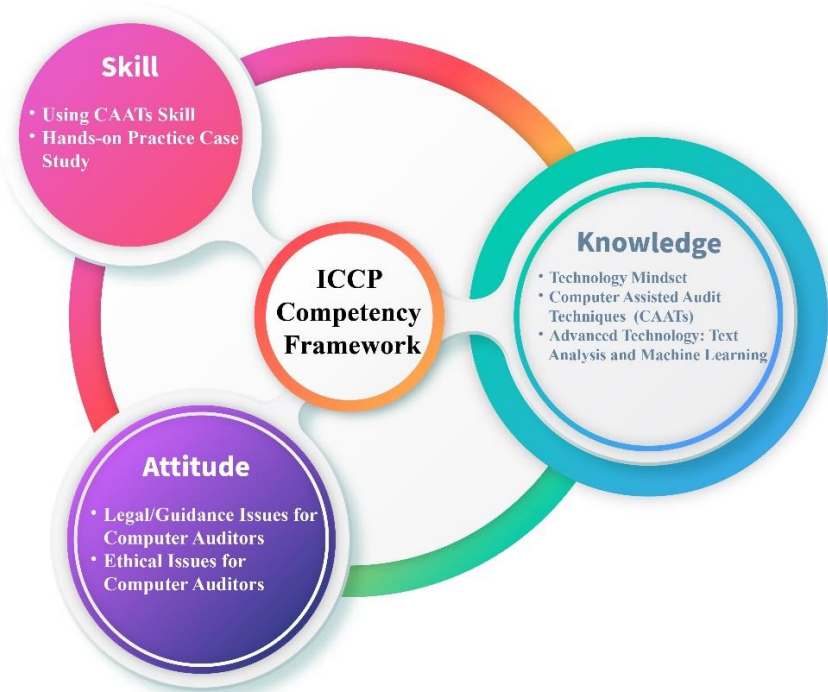 Skill
• Using CAATs Skill
• Hands-on Practice Case
Study
ICCP
Competency
Framework
Knowledge
• Technology Mindset
• Computer Assisted Audit
Techniques (CAATs)
• Advanced Technology: Text
Analysis and Machine Learning
Attitude
• Legal/Guidance Issues for
Computer Auditors
• Ethical Issues for
Computer Auditors